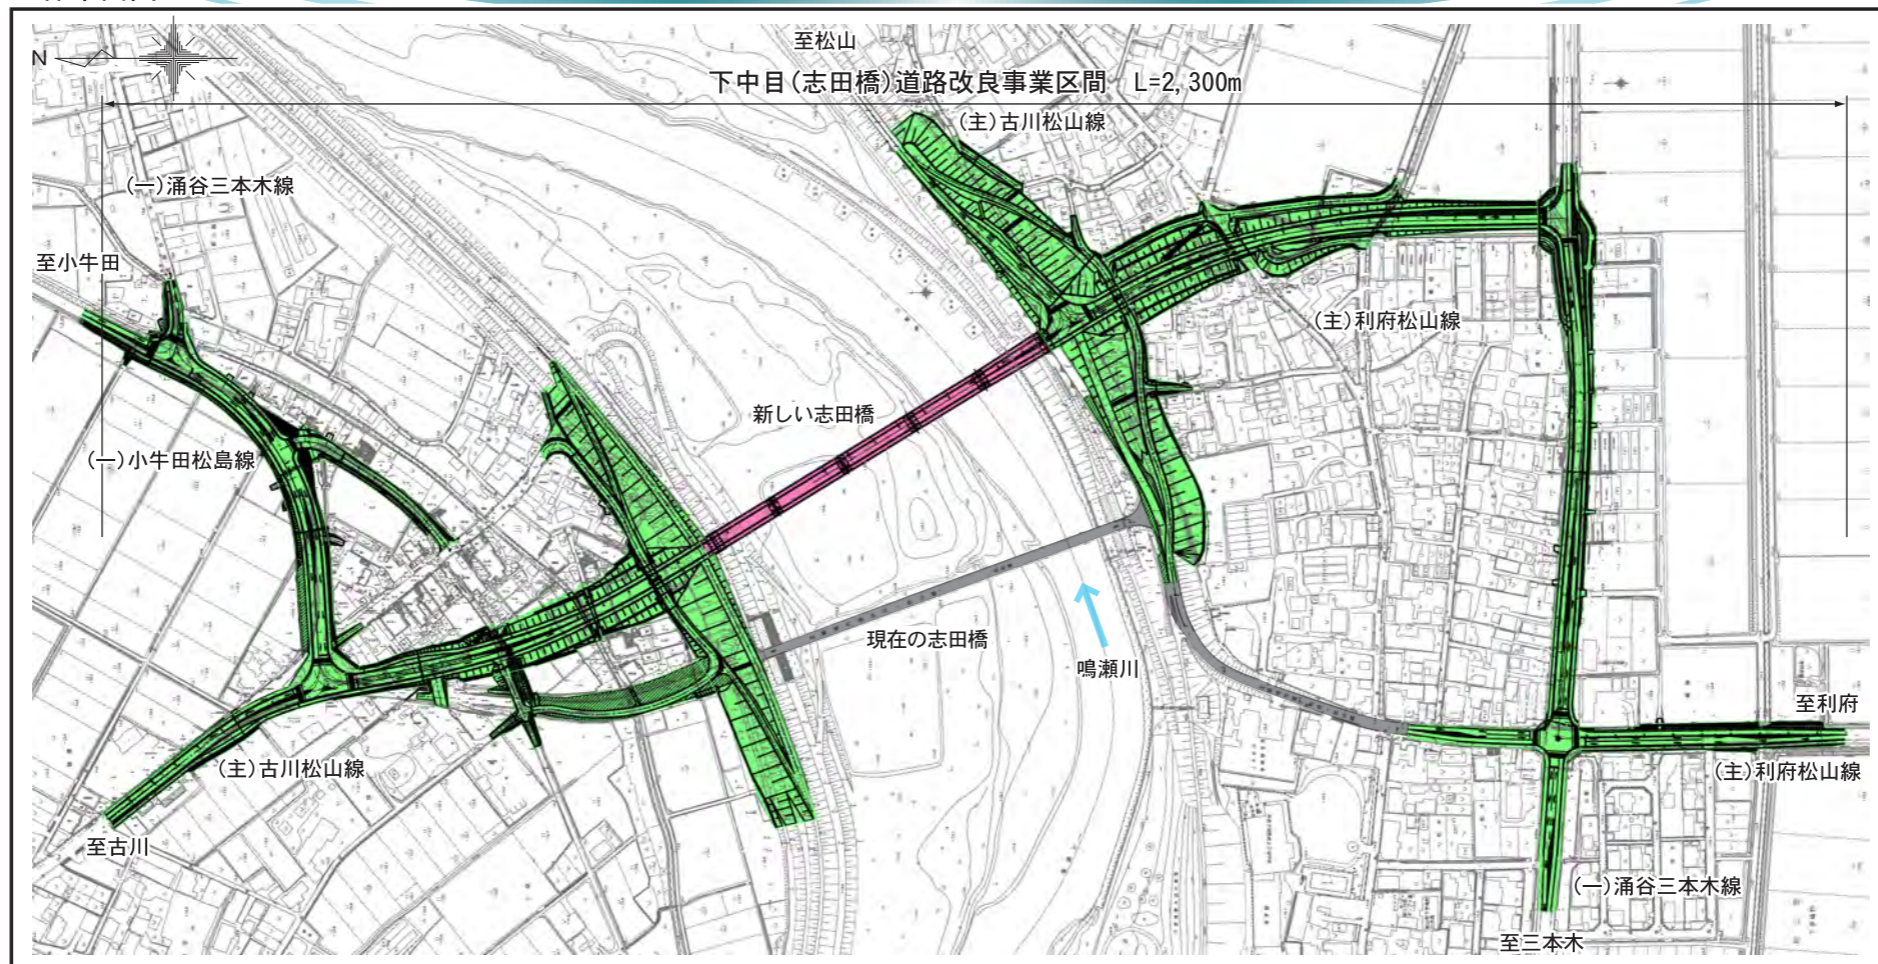 N
至松山
下中目(志田橋)道路改良事業区間 L=2,300m
(主)古川松山線
(一)涌谷三本木線
至小牛田
(主)利府松山線
新しい志田橋
(一)小牛田松島線
現在の志田橋
鳴瀬川
至利府
(主)古川松山線
(主)利府松山線
至古川
(一)涌谷三本木線
至三本木